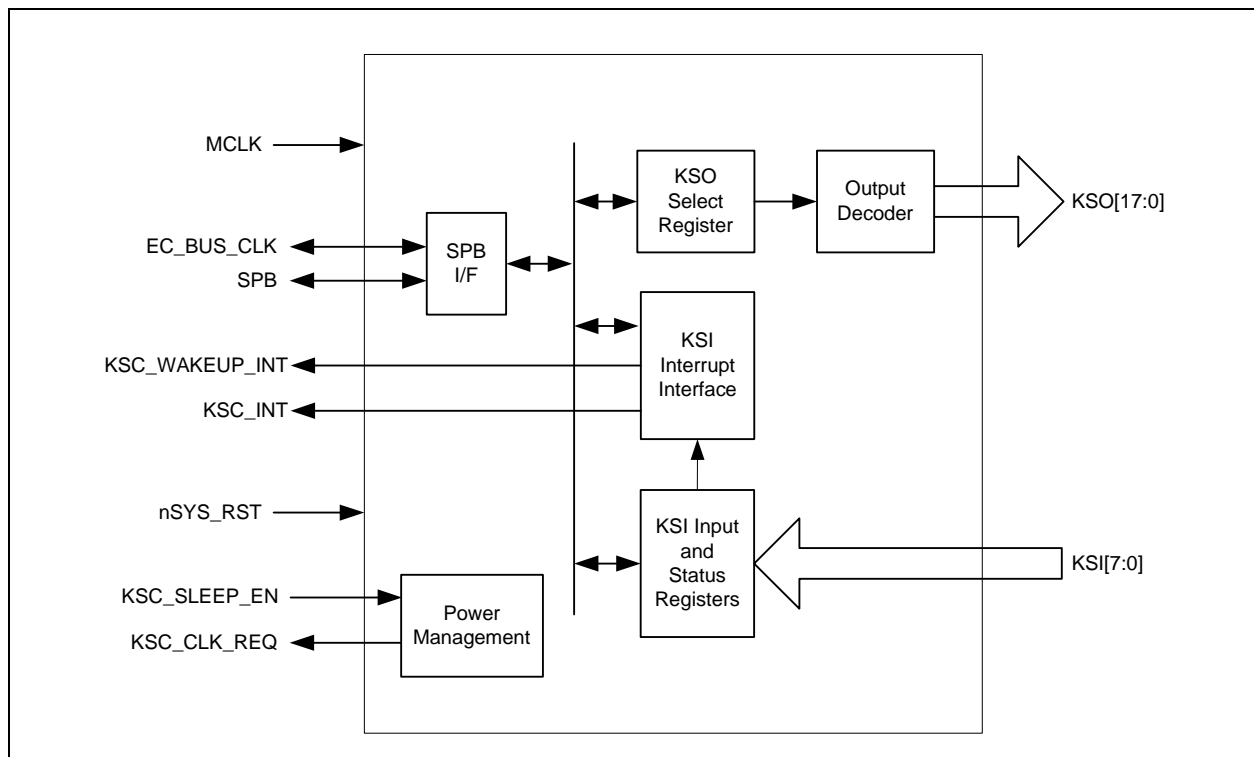 MCLK
EC_BUS_CLK
SPB
KSC_WAKEUP_INT
KSC_INT
nSYS_RST
KSC_SLEEP_EN
KSC_CLK_REQ
SPB
I/F
Power
Management
KSO
Select
Register
Output
Decoder
KSI
Interrupt
Interface
KSI Input
and
Status
Registers
KSO[17:0]
KSI[7:0]